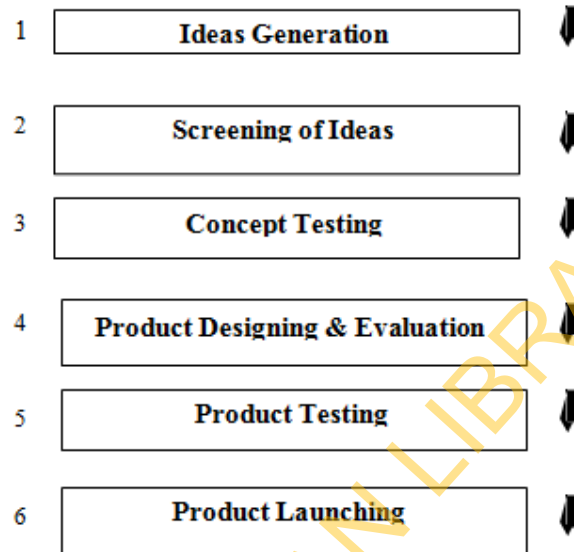 1 Ideas Generation
2 Screening of Ideas
3 Concept Testing
4 Product Designing & Evaluation
5 Product Testing
6 Product Launching
N LIBRA